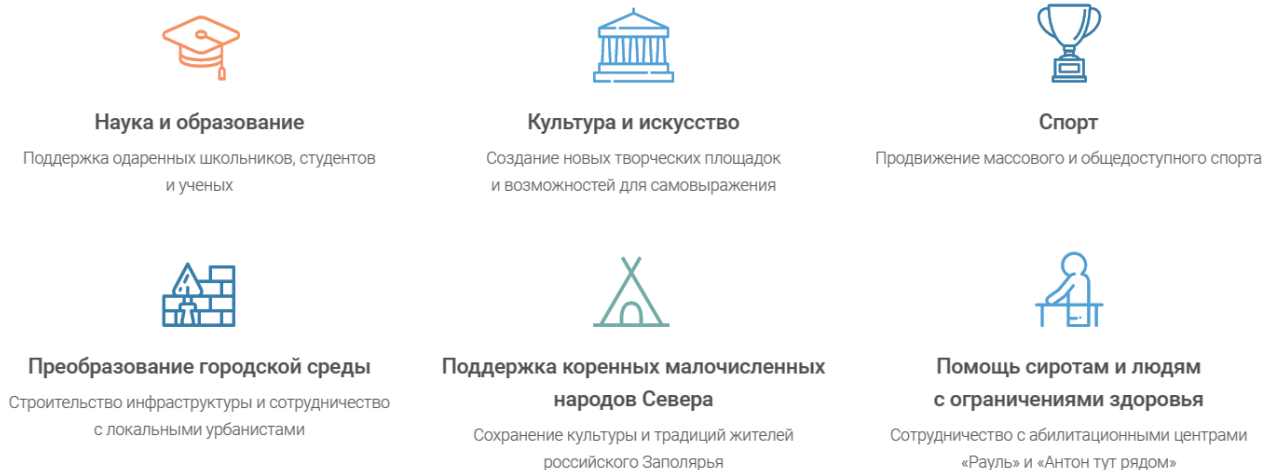 Наука и образование
Поддержка одаренных школьников, студентов
и ученых
Культура и искусство
Создание новых творческих площадок
и возможностей для самовыражения
Спорт
Продвижение массового и общедоступного спорта
Преобразование городской среды
Строительство инфраструктуры и сотрудничество
с локальными урбанистами
Поддержка коренных малочисленных
народов Севера
Сохранение культуры и традиций жителей
российского Заполярья
Помощь сиротам и людям
с ограничениями здоровья
Сотрудничество с абилитационными центрами
«Рауль» и «Антон тут рядом»